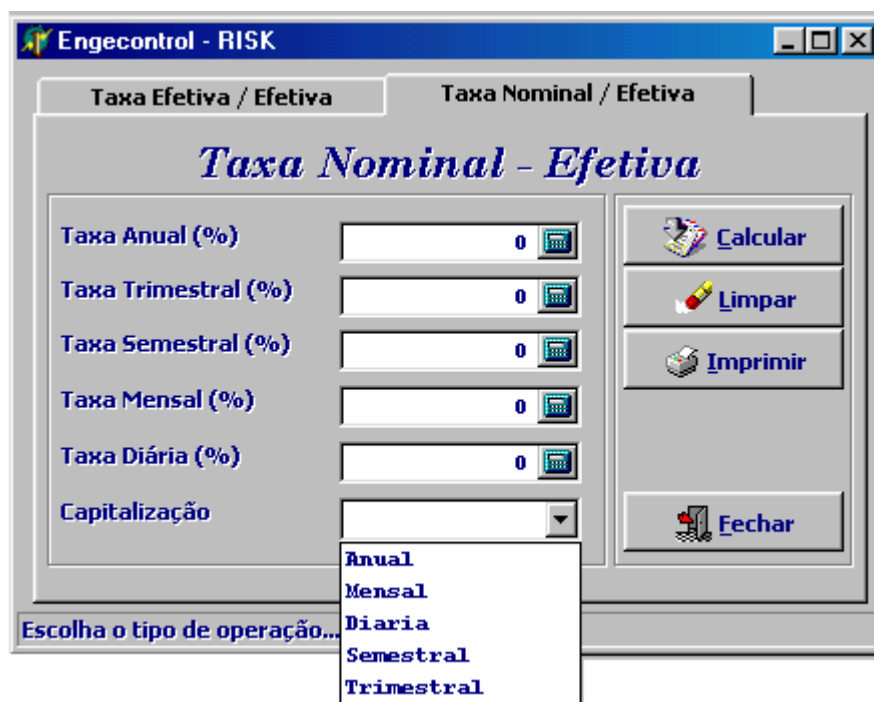 Engecontrol - RISK
Taxa Efetiva / Efetiva
Taxa Nominal / Efetiva
Taxa Nominal - Efetiva
Taxa Anual (%)
0
Calcular
Taxa Trimestral (%)
0
Limpar
Taxa Semestral (%)
0
Imprimir
Taxa Mensal (%)
0
Taxa Diária (%)
0
Capitalização
Fechar
Anual
Mensal
Diaria
Semestral
Trimestral
Escolha o tipo de operação...